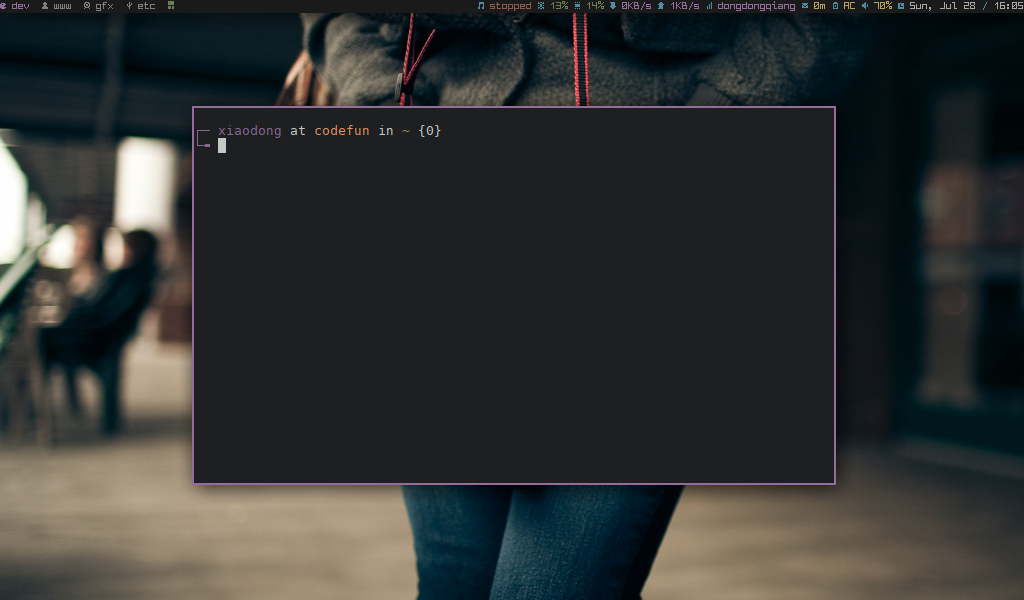 dev www gfx etc stopped 13% 14% 0KB/s 1KB/s dongdongqiang 0m AC 70% Sun, Jul 28 / 16:05
xiaodong at codefun in ~ {0}